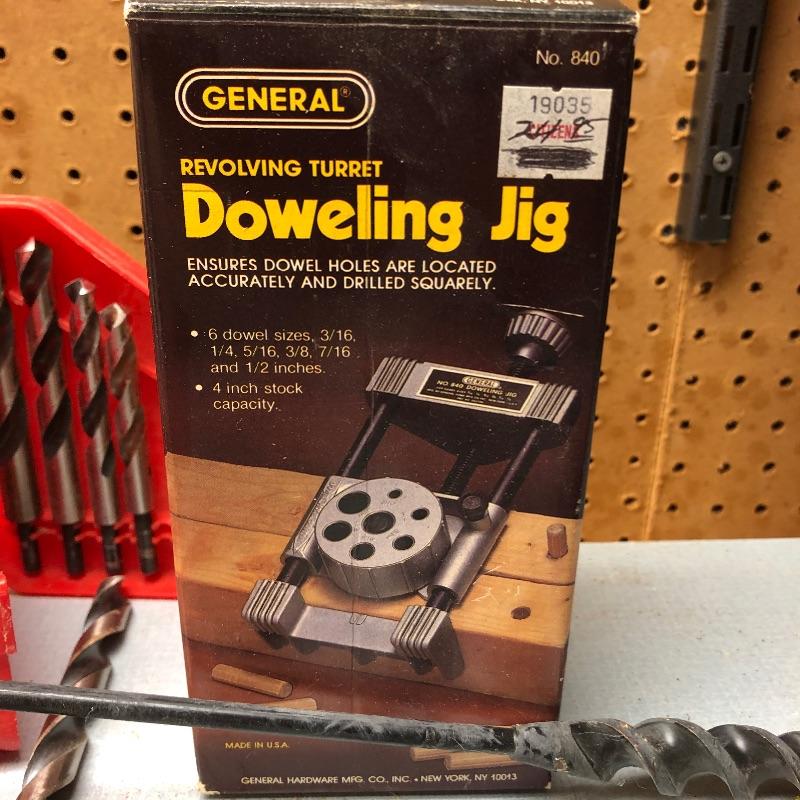 NY 10013
No. 840
GENERAL®
19035
REVOLVING TURRET
Doweling Jig
ENSURES DOWEL HOLES ARE LOCATED
ACCURATELY AND DRILLED SQUARELY.
• 6 dowel sizes, 3/16,
1/4, 5/16, 3/8, 7/16
and 1/2 inches.
• 4 inch stock
capacity.
GENERAL
NO 840 DOWELING JIG
MADE IN U.S.A.
GENERAL HARDWARE MFG. CO., INC. • NEW YORK, NY 10013